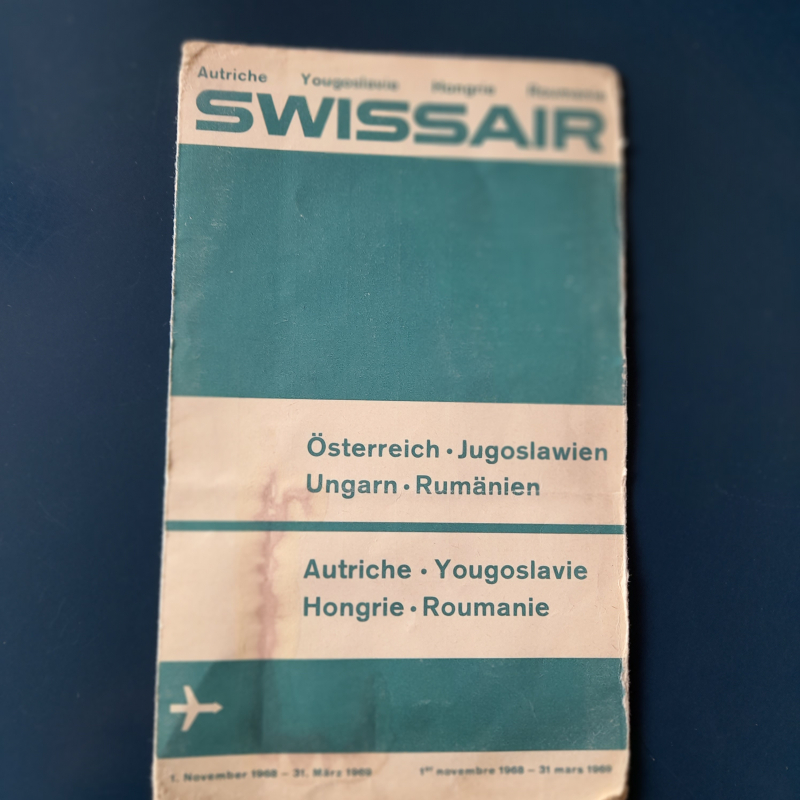 Autriche Yougoslavie Hongrie Roumanie
SWISSAIR
Österreich · Jugoslawien
Ungarn · Rumänien
Autriche · Yougoslavie
Hongrie · Roumanie
1. November 1968 – 31. März 1969 1er novembre 1968 – 31 mars 1969